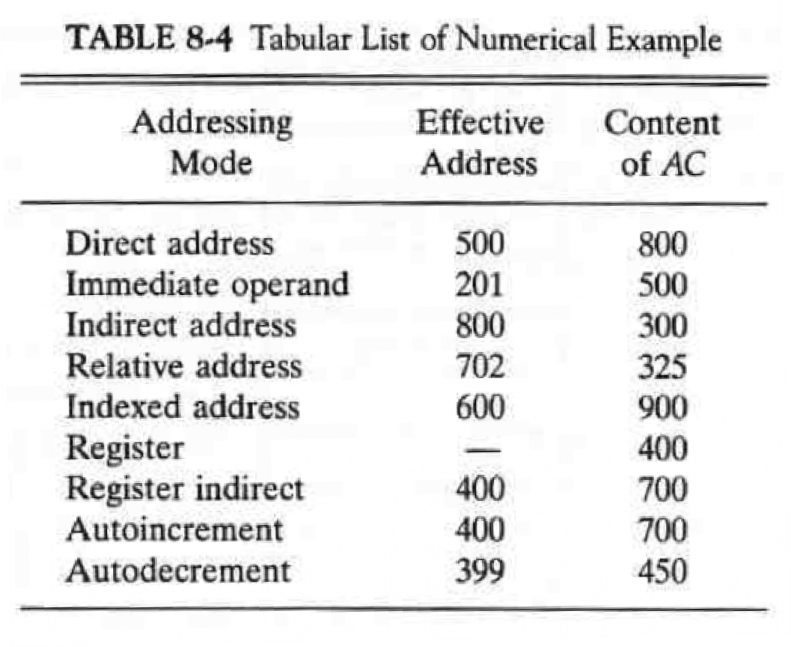 TABLE 8-4 Tabular List of Numerical Example
Addressing Mode Effective Address Content of AC
Direct address 500 800
Immediate operand 201 500
Indirect address 800 300
Relative address 702 325
Indexed address 600 900
Register — 400
Register indirect 400 700
Autoincrement 400 700
Autodecrement 399 450